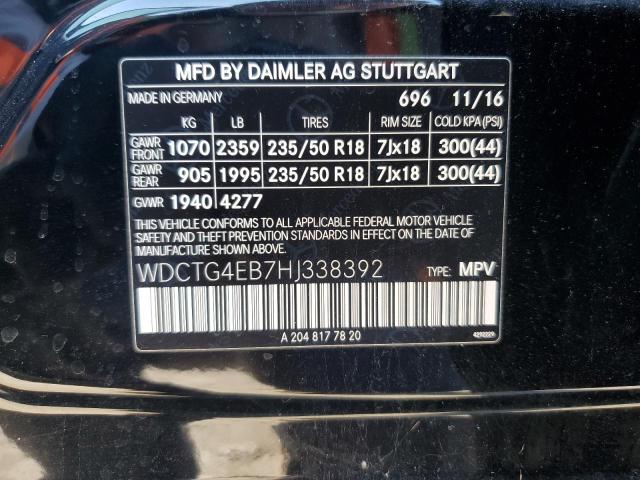 MFD BY DAIMLER AG STUTTGART
MADE IN GERMANY 696 11/16
KG LB TIRES RIM SIZE COLD KPA(PSI)
GAWR FRONT 1070 2359 235/50 R18 7Jx18 300(44)
GAWR REAR 905 1995 235/50 R18 7Jx18 300(44)
GVWR 1940 4277
THIS VEHICLE CONFORMS TO ALL APPLICABLE FEDERAL MOTOR VEHICLE
SAFETY AND THEFT PREVENTION STANDARDS IN EFFECT ON THE DATE OF
MANUFACTURE SHOWN ABOVE.
WDCTG4EB7HJ338392 TYPE: MPV
A 204 817 78 20 4292229